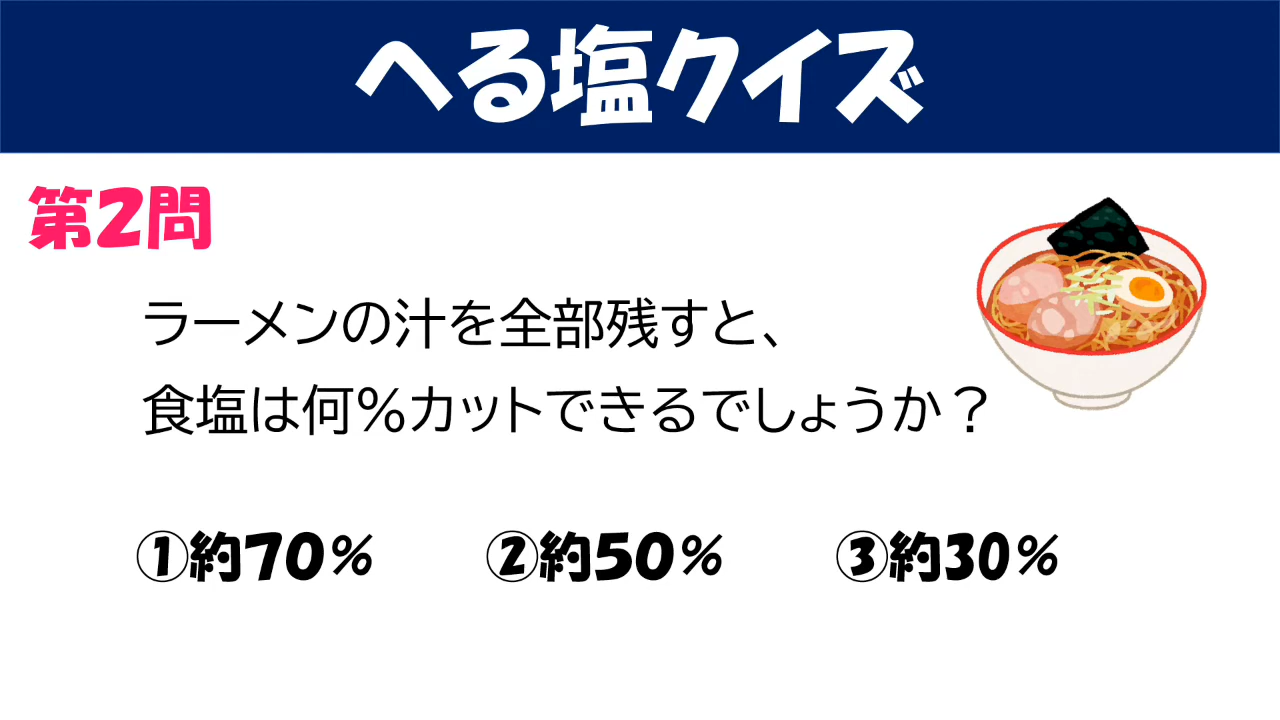 へる塩クイズ
第2問
ラーメンの汁を全部残すと、
食塩は何％カットできるでしょうか？
①約70％ ②約50％ ③約30％